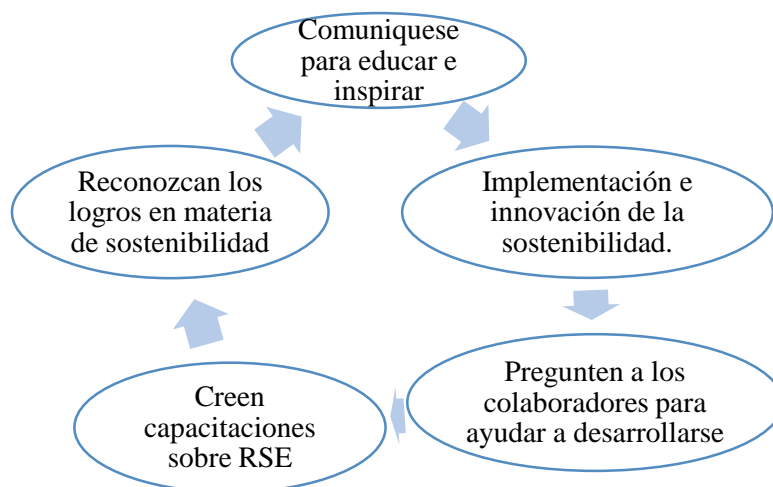 Comuniquese
para educar e
inspirar
Implementación e
innovación de la
sostenibilidad.
Pregunten a los
colaboradores para
ayudar a desarrollarse
Creen
capacitaciones
sobre RSE
Reconozcan los
logros en materia
de sostenibilidad